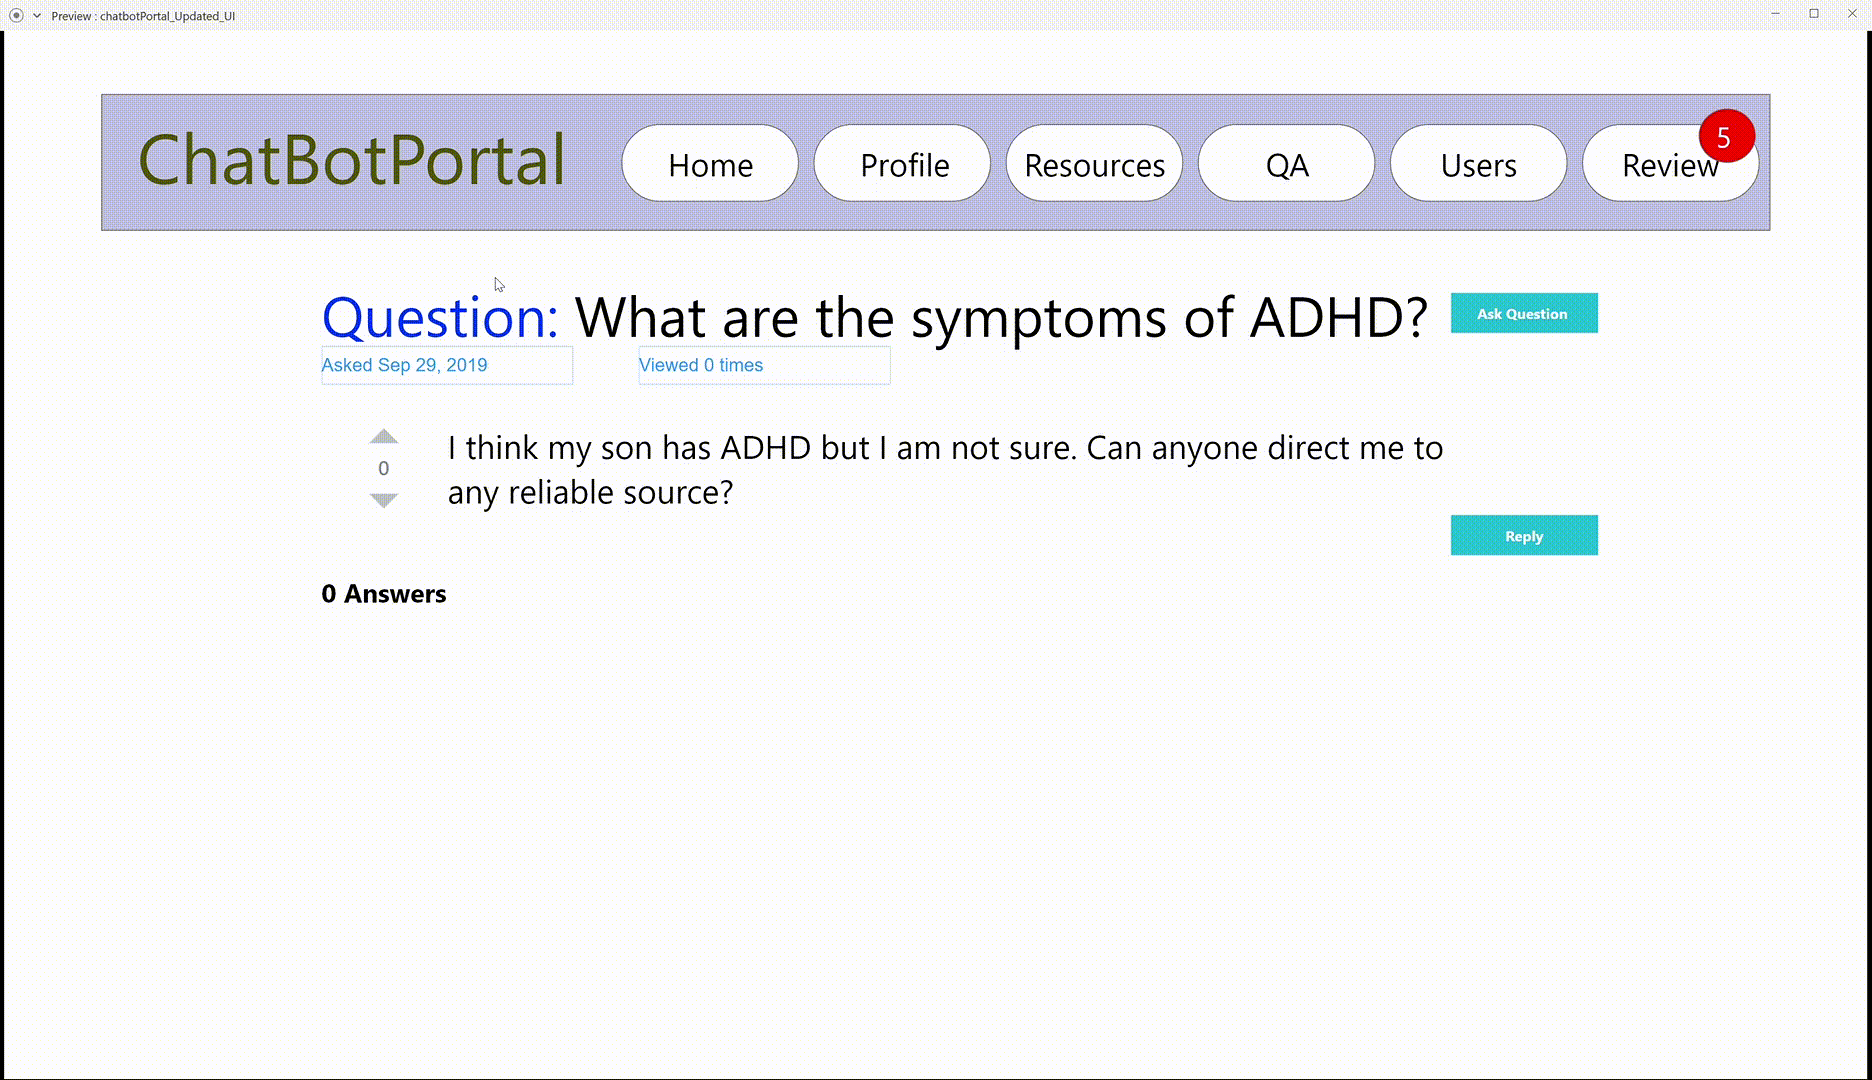 Preview : chatbotPortal_Updated_UI
ChatBotPortal
Home
Profile
Resources
QA
Users
Review
5
Question: What are the symptoms of ADHD?
Ask Question
Asked Sep 29, 2019
Viewed 0 times
0
I think my son has ADHD but I am not sure. Can anyone direct me to
any reliable source?
Reply
0 Answers